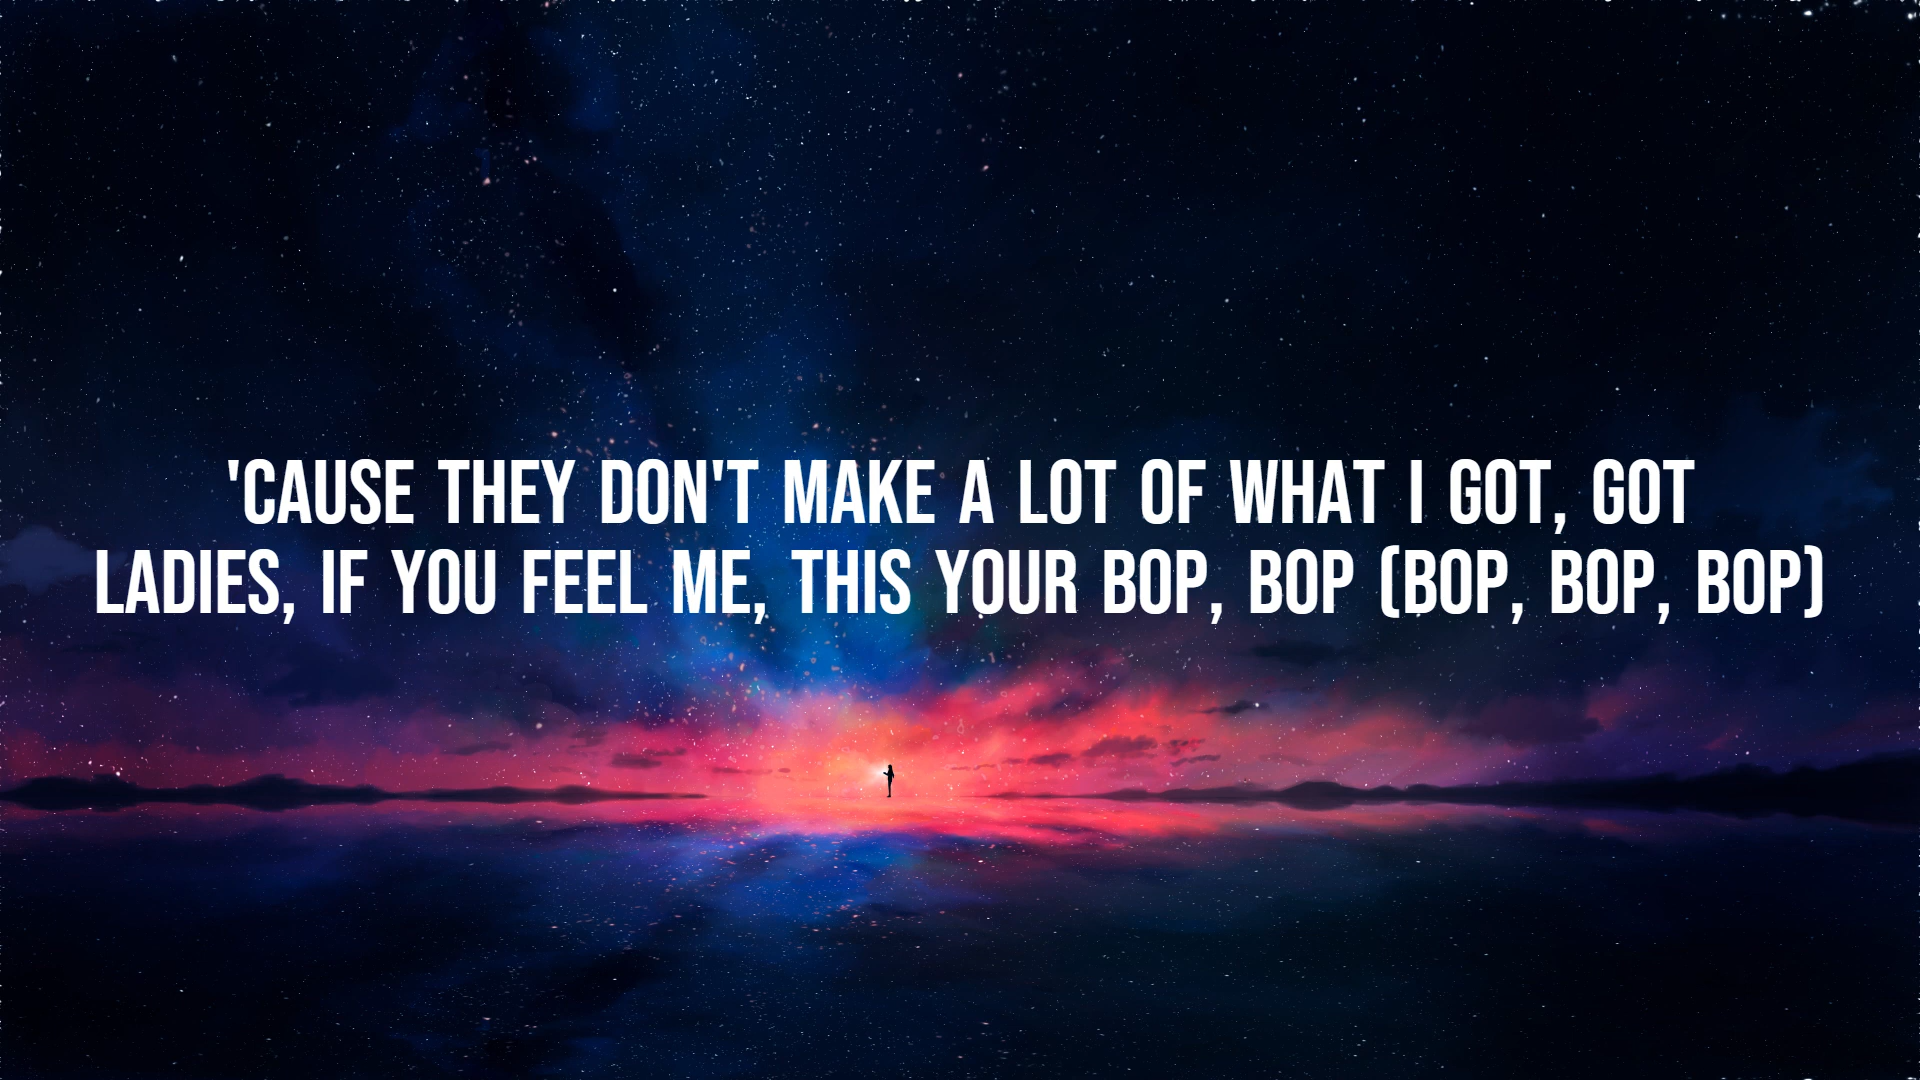 'CAUSE THEY DON'T MAKE A LOT OF WHAT I GOT, GOT
LADIES, IF YOU FEEL ME, THIS YOUR BOP, BOP (BOP, BOP, BOP)